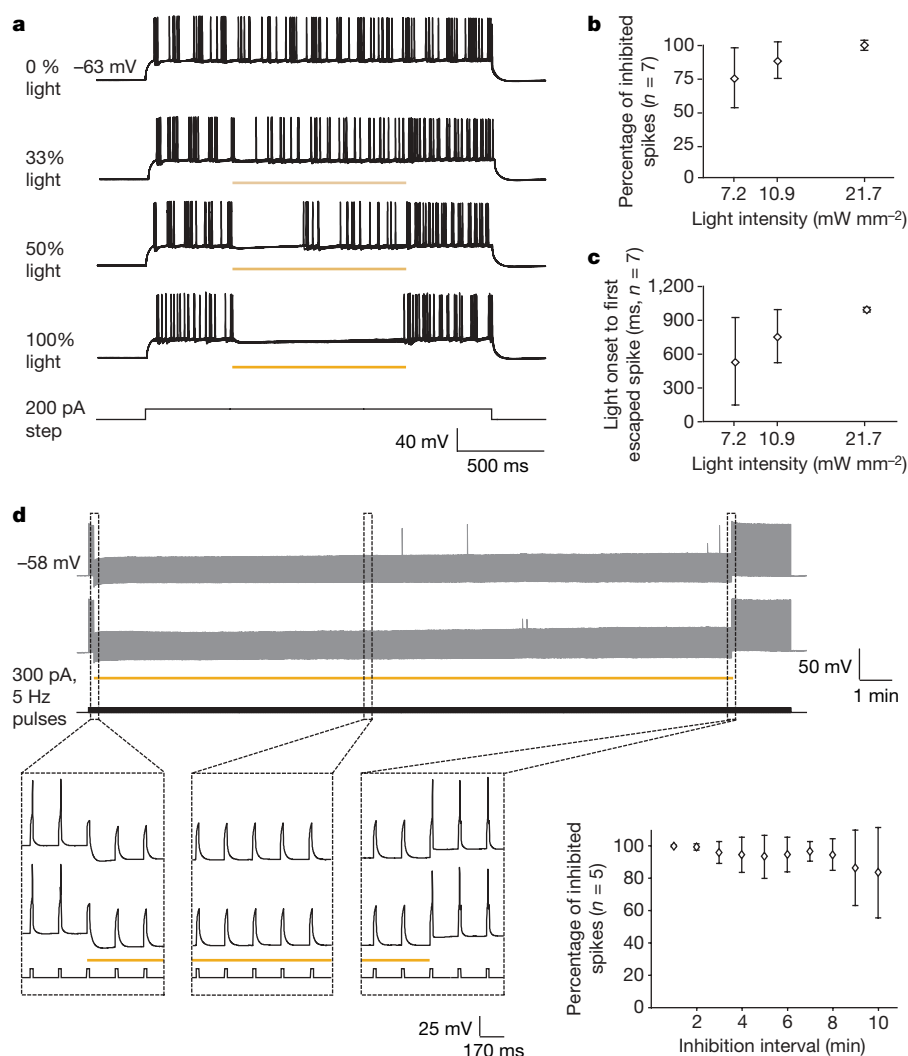 a
0 % –63 mV
light
33%
light
50%
light
100%
light
200 pA
step
40 mV
500 ms
b
Percentage of inhibited
spikes (n = 7)
100
75
50
25
0
7.2 10.9 21.7
Light intensity (mW mm–2)
c
Light onset to first
escaped spike (ms, n = 7)
1,200
900
600
300
0
7.2 10.9 21.7
Light intensity (mW mm–2)
d
–58 mV
300 pA,
5 Hz
pulses
50 mV
1 min
25 mV
170 ms
Percentage of inhibited
spikes (n = 5)
100
80
60
40
20
0
2 4 6 8 10
Inhibition interval (min)